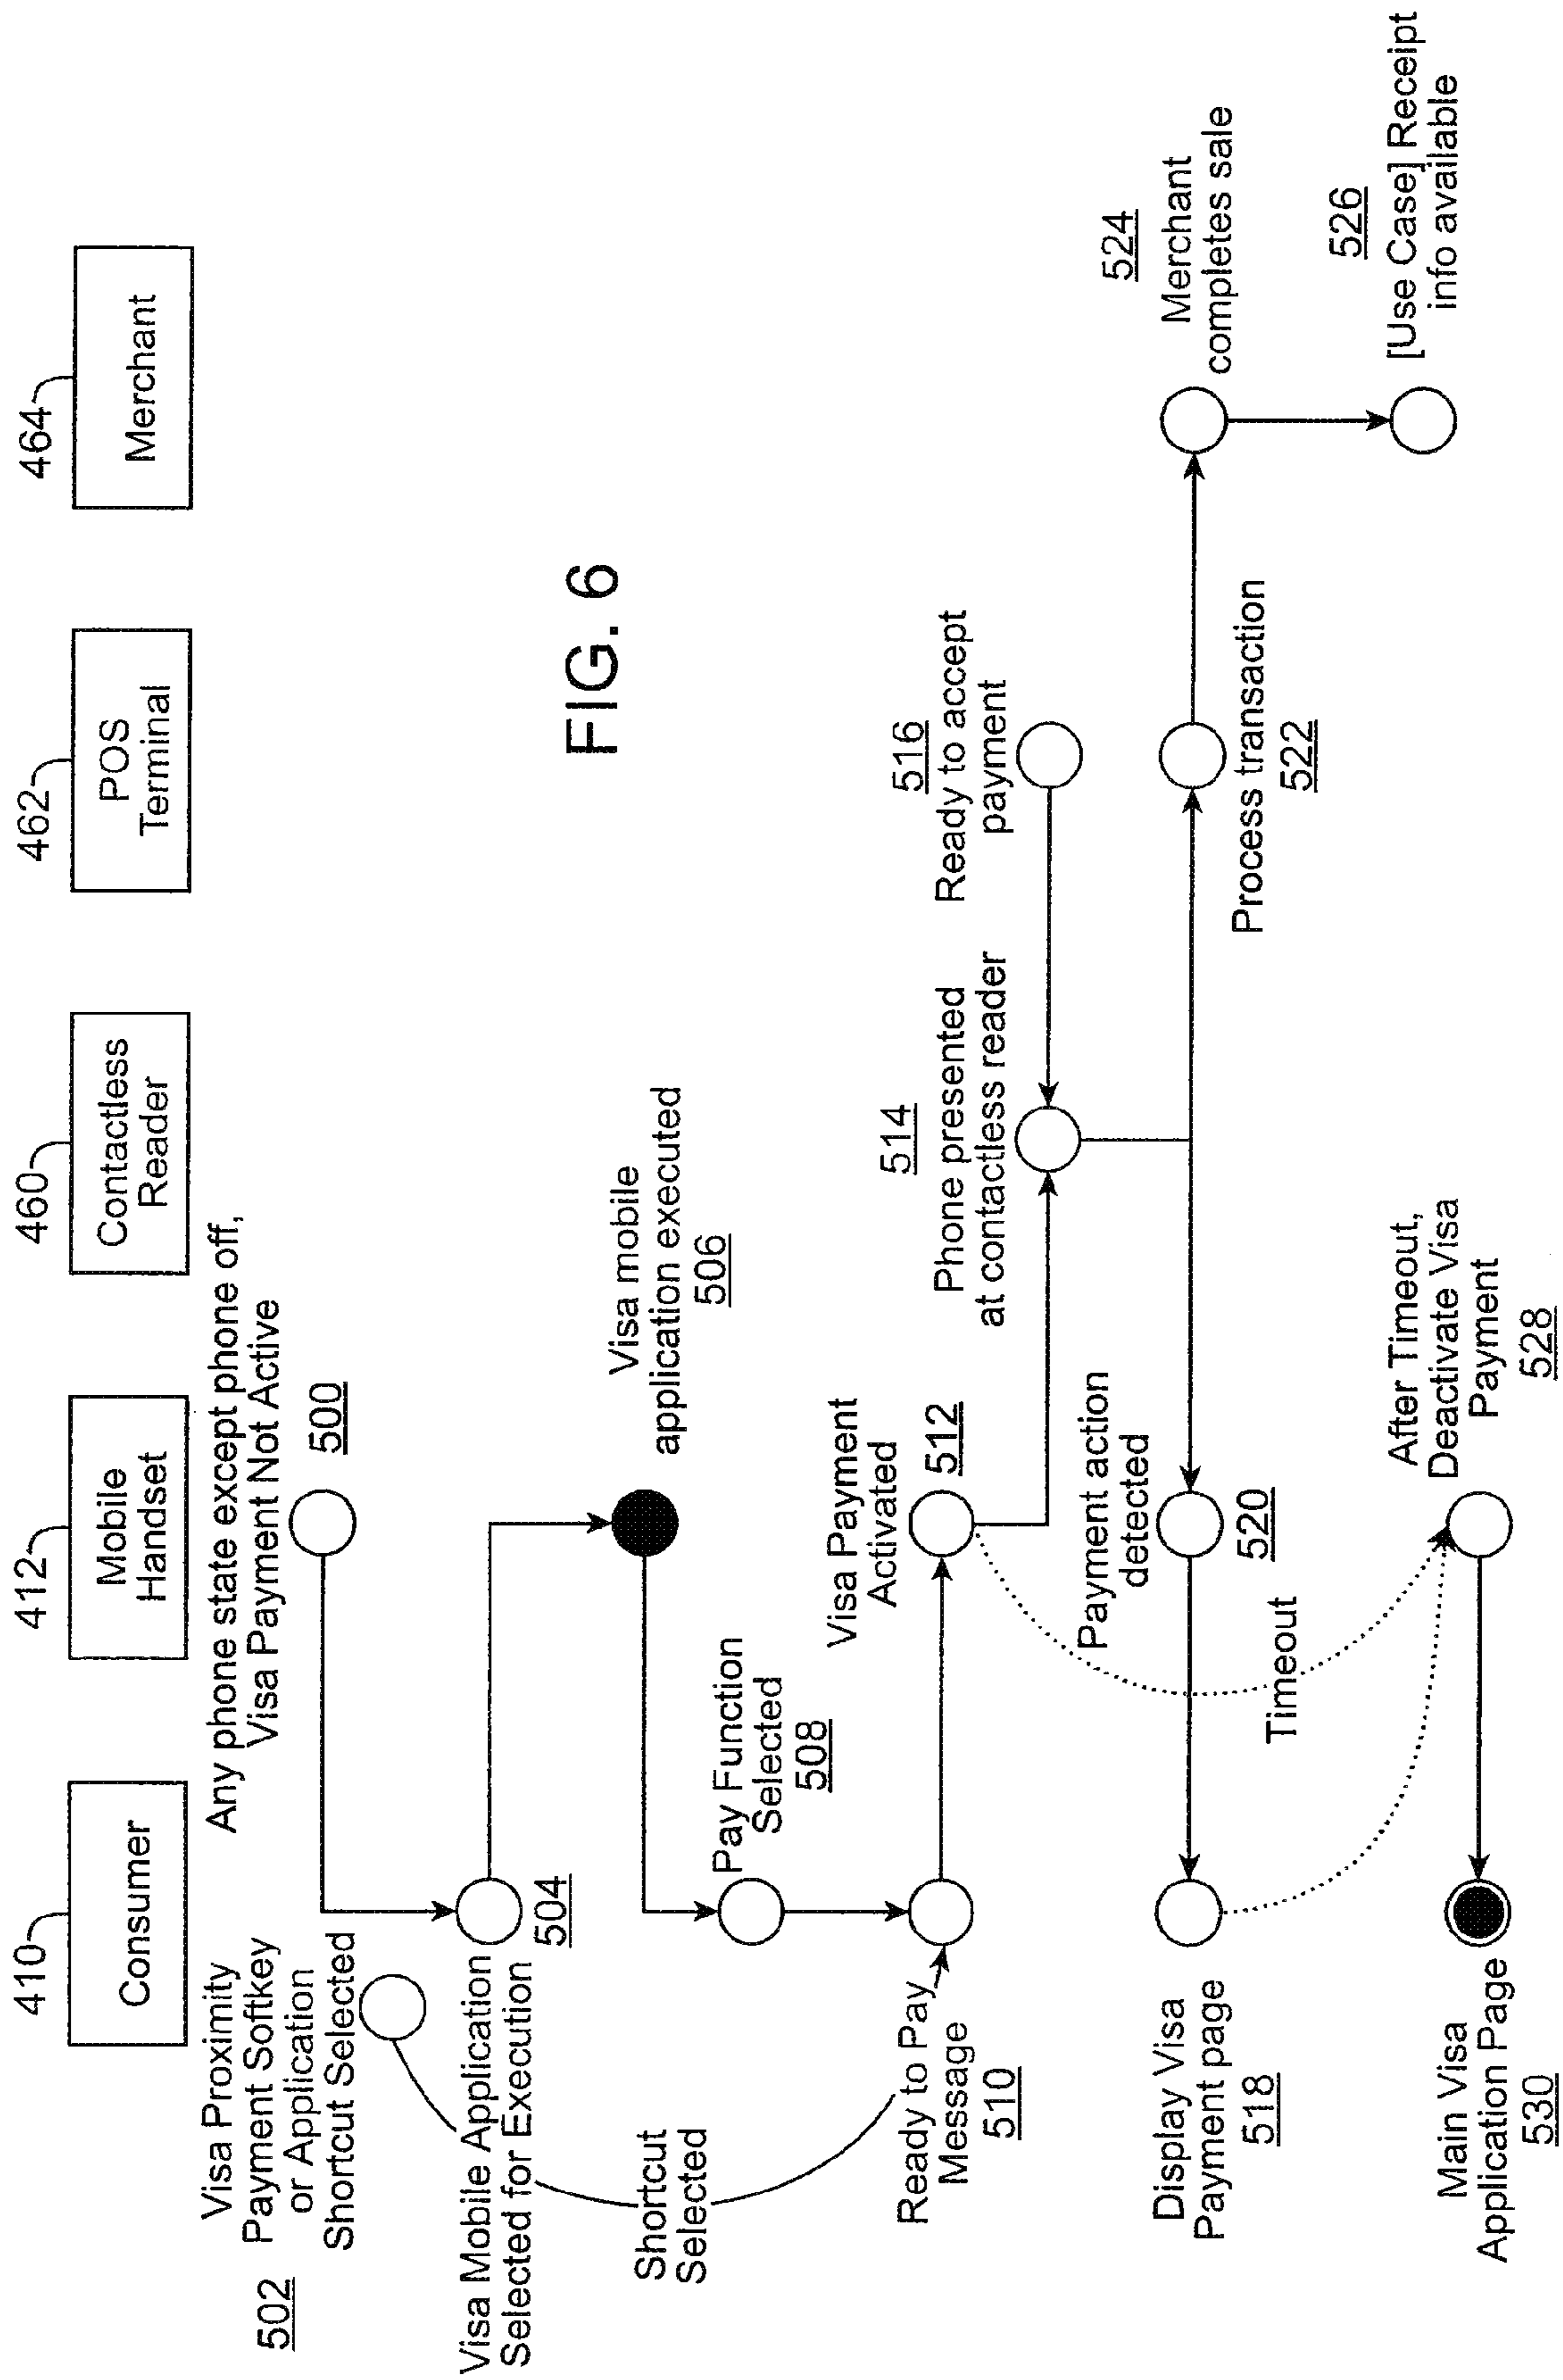 410
412
460
462
464
Consumer
Mobile
Handset
Contactless
Reader
POS
Terminal
Merchant
Any phone state except phone off,
Visa Payment Not Active
500
502
Visa Proximity
Payment Softkey
or Application
Shortcut Selected
Visa Mobile Application
Selected for Execution
504
Visa mobile
application executed
506
FIG. 6
Shortcut
Selected
Pay Function
Selected
508
Ready to Pay
Message
510
Visa Payment
Activated
512
514
Phone presented
at contactless reader
516
Ready to accept
payment
Payment action
detected
520
Display Visa
Payment page
518
Process transaction
522
524
Merchant
completes sale
526
[Use Case] Receipt
info available
Timeout
After Timeout,
Deactivate Visa
Payment
528
Main Visa
Application Page
530